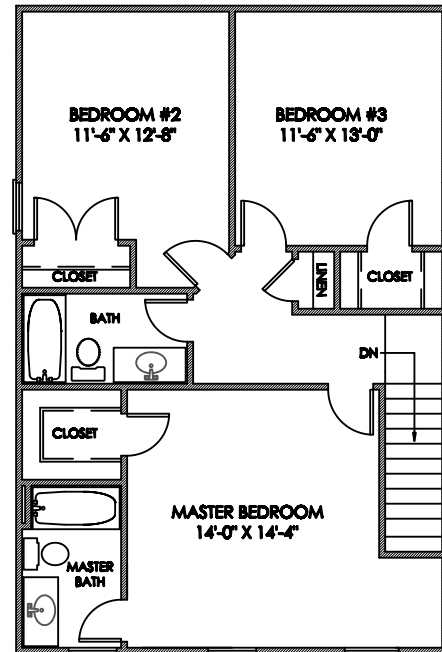 BEDROOM #2
11'-6" X 12'-8"
BEDROOM #3
11'-6" X 13'-0"
CLOSET
LINEN
CLOSET
BATH
DN
CLOSET
MASTER BEDROOM
14'-0" X 14'-4"
MASTER
BATH